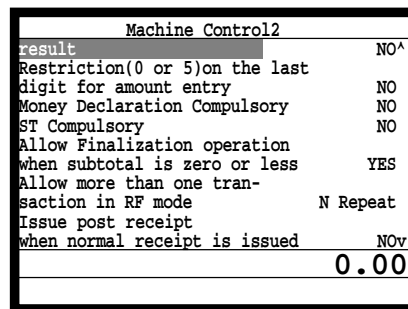 Machine Control2
result NO^
Restriction(0 or 5)on the last
digit for amount entry NO
Money Declaration Compulsory NO
ST Compulsory NO
Allow Finalization operation
when subtotal is zero or less YES
Allow more than one tran-
saction in RF mode N Repeat
Issue post receipt
when normal receipt is issued NOv
0.00